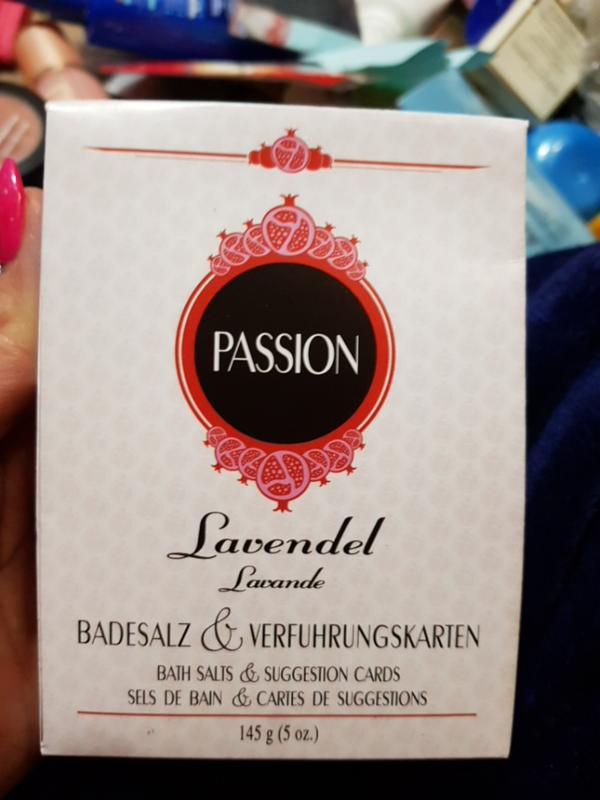 PASSION
Lavendel
Lavande
BADESALZ & VERFUHRUNGSKARTEN
BATH SALTS & SUGGESTION CARDS
SELS DE BAIN & CARTES DE SUGGESTIONS
145 g (5 oz.)